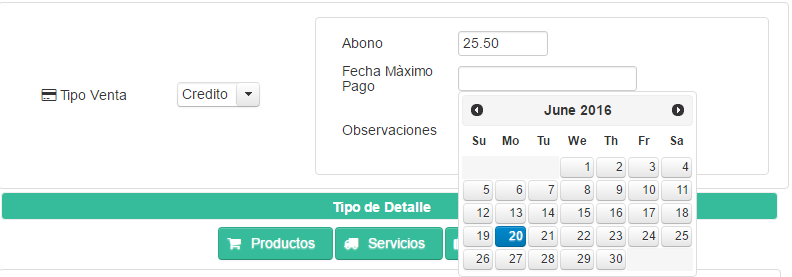 Abono 25.50
Tipo Venta Credito
Fecha Màximo
Pago
Observaciones
June 2016
Su Mo Tu We Th Fr Sa
1 2 3 4
5 6 7 8 9 10 11
12 13 14 15 16 17 18
19 20 21 22 23 24 25
26 27 28 29 30
Tipo de Detalle
Productos Servicios